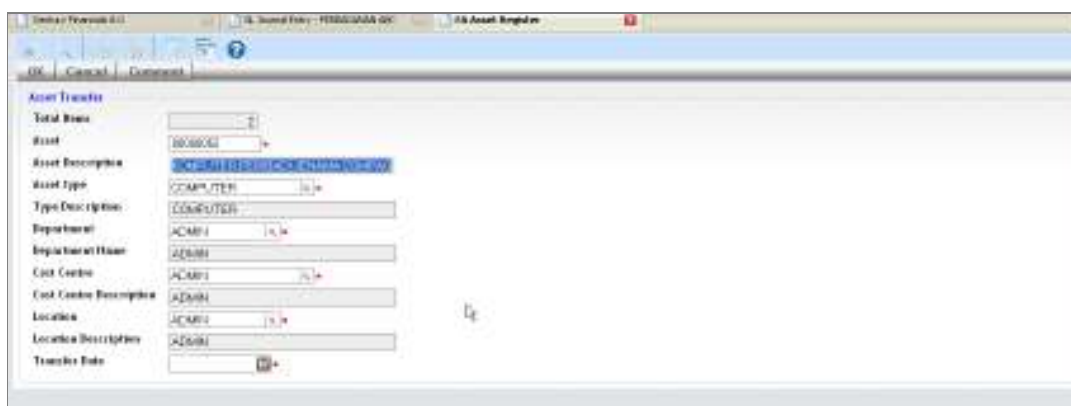 FA Asset Register
OK Cancel Comment
Asset Transfer
Total Items
Asset
Asset Description
Asset Type COMPUTER
Type Description COMPUTER
Department ADMIN
Department Name ADMIN
Cost Centre ADMIN
Cost Centre Description ADMIN
Location ADMIN
Location Description ADMIN
Transfer Date